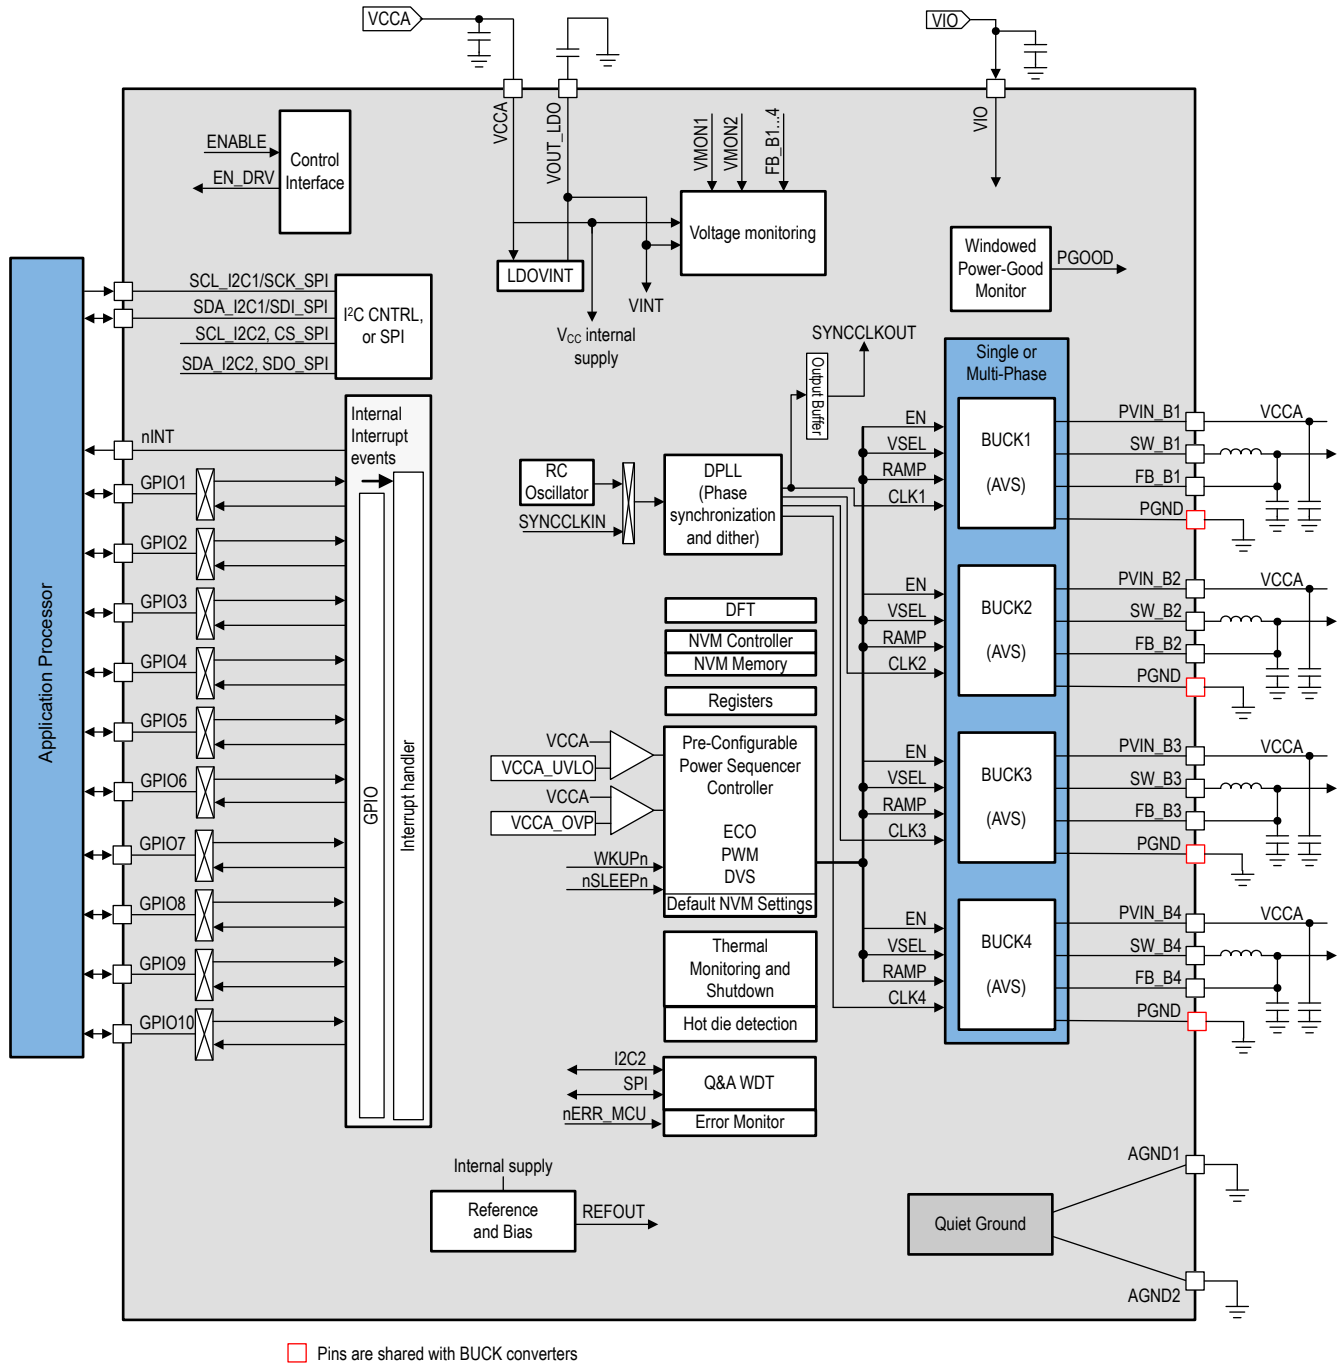 VCCA
VIO
VCCA
VOUT_LDO
VIO
VMON1
VMON2
FB_B1...4
ENABLE
EN_DRV
Control
Interface
Voltage monitoring
LDOVINT
VINT
V_CC internal
supply
Windowed
Power-Good
Monitor
PGOOD
SCL_I2C1/SCK_SPI
SDA_I2C1/SDI_SPI
SCL_I2C2, CS_SPI
SDA_I2C2, SDO_SPI
I²C CNTRL,
or SPI
SYNCCLKOUT
Output Buffer
Single or
Multi-Phase
Application Processor
nINT
GPIO1
GPIO2
GPIO3
GPIO4
GPIO5
GPIO6
GPIO7
GPIO8
GPIO9
GPIO10
Internal
Interrupt
events
GPIO
Interrupt handler
RC
Oscillator
SYNCCLKIN
DPLL
(Phase
synchronization
and dither)
DFT
NVM Controller
NVM Memory
Registers
VCCA
VCCA_UVLO
VCCA
VCCA_OVP
WKUPn
nSLEEPn
Pre-Configurable
Power Sequencer
Controller
ECO
PWM
DVS
Default NVM Settings
Thermal
Monitoring and
Shutdown
Hot die detection
I2C2
SPI
nERR_MCU
Q&A WDT
Error Monitor
EN
VSEL
RAMP
CLK1
BUCK1
(AVS)
PVIN_B1
SW_B1
FB_B1
PGND
VCCA
EN
VSEL
RAMP
CLK2
BUCK2
(AVS)
PVIN_B2
SW_B2
FB_B2
PGND
VCCA
EN
VSEL
RAMP
CLK3
BUCK3
(AVS)
PVIN_B3
SW_B3
FB_B3
PGND
VCCA
EN
VSEL
RAMP
CLK4
BUCK4
(AVS)
PVIN_B4
SW_B4
FB_B4
PGND
VCCA
Internal supply
Reference
and Bias
REFOUT
Quiet Ground
AGND1
AGND2
Pins are shared with BUCK converters